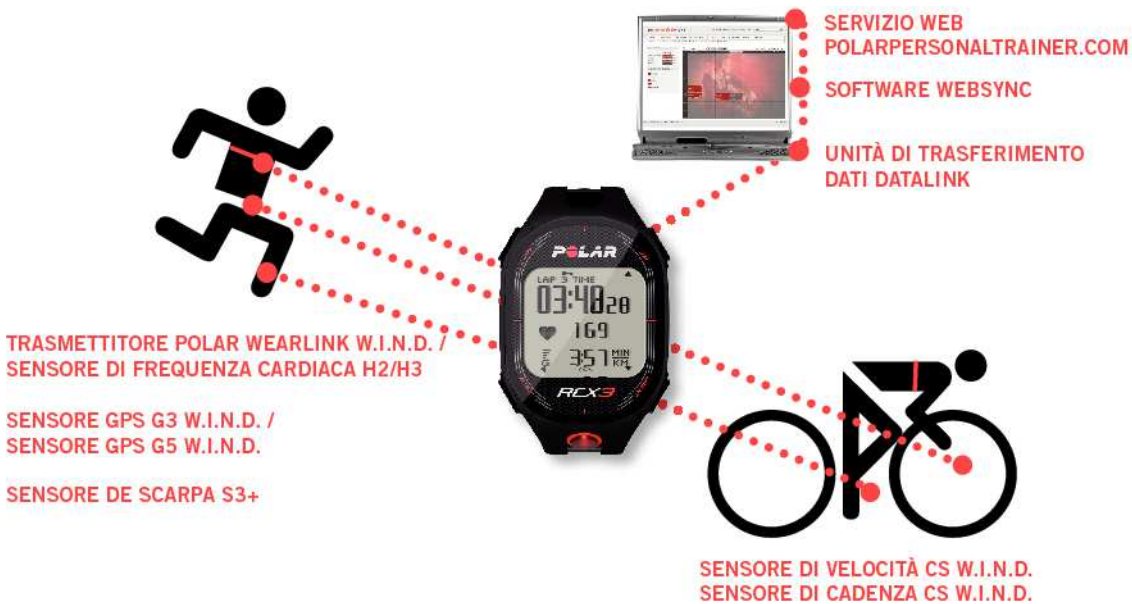 SERVIZIO WEB
POLARPERSONALTRAINER.COM
SOFTWARE WEBSYNC
UNITÀ DI TRASFERIMENTO
DATI DATALINK
POLAR
LAP 3 TIME
03:40.28
169
3:57 MIN
KM
RCX3
TRASMETTITORE POLAR WEARLINK W.I.N.D. /
SENSORE DI FREQUENZA CARDIACA H2/H3
SENSORE GPS G3 W.I.N.D. /
SENSORE GPS G5 W.I.N.D.
SENSORE DE SCARPA S3+
SENSORE DI VELOCITÀ CS W.I.N.D.
SENSORE DI CADENZA CS W.I.N.D.